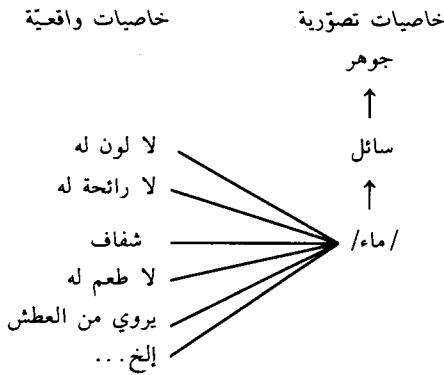 خاصيات تصوّرية
خاصيات واقعيّة
جوهر
سائل
/ماء/
لا لون له
لا رائحة له
شفاف
لا طعم له
يروي من العطش
إلخ...